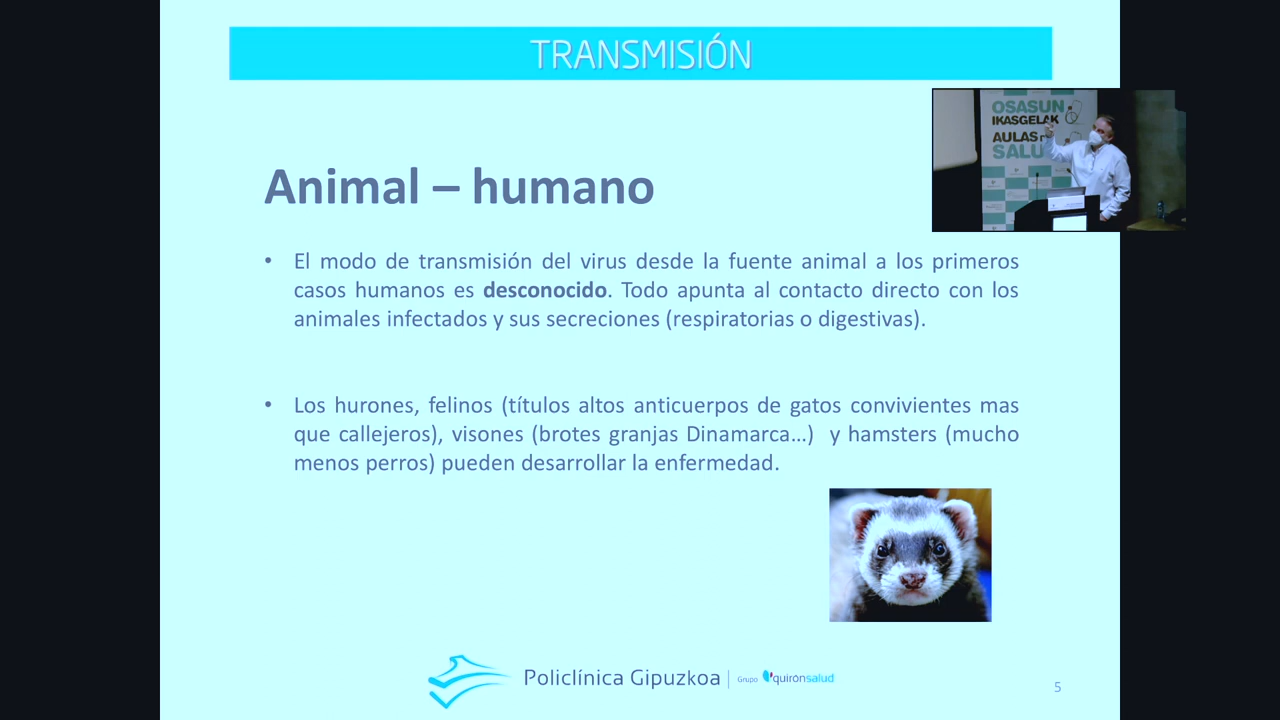 TRANSMISIÓN
OSASUN
IKASGELAK
AULAS
SALU
Animal – humano
• El modo de transmisión del virus desde la fuente animal a los primeros
casos humanos es desconocido. Todo apunta al contacto directo con los
animales infectados y sus secreciones (respiratorias o digestivas).
• Los hurones, felinos (títulos altos anticuerpos de gatos convivientes mas
que callejeros), visones (brotes granjas Dinamarca...) y hamsters (mucho
menos perros) pueden desarrollar la enfermedad.
Policlínica Gipuzkoa | Grupo quirónsalud
5